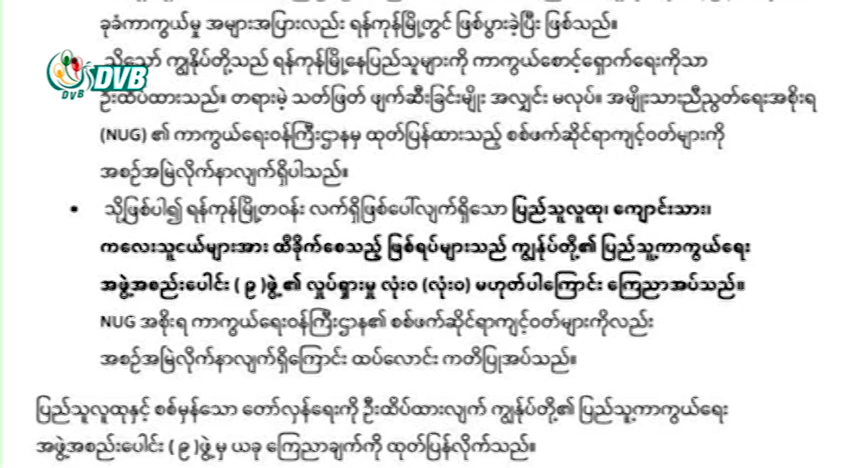 ခုခံကာကွယ်မှု အများအပြားလည်း ရန်ကုန်မြို့တွင် ဖြစ်ပွားခဲ့ပြီး ဖြစ်သည်။
သို့သော် ကျွန်ုပ်တို့သည် ရန်ကုန်မြို့နေပြည်သူများကို ကာကွယ်စောင့်ရှောက်ရေးကိုသာ
DVB
DVB
ဦးထိပ်ထားသည်။ တရားမဲ့ သတ်ဖြတ် ဖျက်ဆီးခြင်းမျိုး အလျှင်း မလုပ်။ အမျိုးသားညီညွတ်ရေးအစိုးရ
(NUG) ၏ ကာကွယ်ရေးဝန်ကြီးဌာနမှ ထုတ်ပြန်ထားသည့် စစ်ဖက်ဆိုင်ရာကျင့်ဝတ်များကို
အစဉ်အမြဲလိုက်နာလျက်ရှိပါသည်။
• သို့ဖြစ်ပါ၍ ရန်ကုန်မြို့တဝန်း လက်ရှိဖြစ်ပေါ်လျက်ရှိသော ပြည်သူလူထု၊ ကျောင်းသား၊
ကလေးသူငယ်များအား ထိခိုက်စေသည့် ဖြစ်ရပ်များသည် ကျွန်ုပ်တို့၏ ပြည်သူ့ကာကွယ်ရေး
အဖွဲ့အစည်းပေါင်း ( ၉ )ဖွဲ့ ၏ လှုပ်ရှားမှု လုံးဝ (လုံးဝ) မဟုတ်ပါကြောင်း ကြေညာအပ်သည်။
NUG အစိုးရ ကာကွယ်ရေးဝန်ကြီးဌာန၏ စစ်ဖက်ဆိုင်ရာကျင့်ဝတ်များကိုလည်း
အစဉ်အမြဲလိုက်နာလျက်ရှိကြောင်း ထပ်လောင်း ကတိပြုအပ်သည်။
ပြည်သူလူထုနှင့် စစ်မှန်သော တော်လှန်ရေးကို ဦးထိပ်ထားလျက် ကျွန်ုပ်တို့၏ ပြည်သူ့ကာကွယ်ရေး
အဖွဲ့အစည်းပေါင်း ( ၉ )ဖွဲ့ မှ ယခု ကြေညာချက်ကို ထုတ်ပြန်လိုက်သည်။